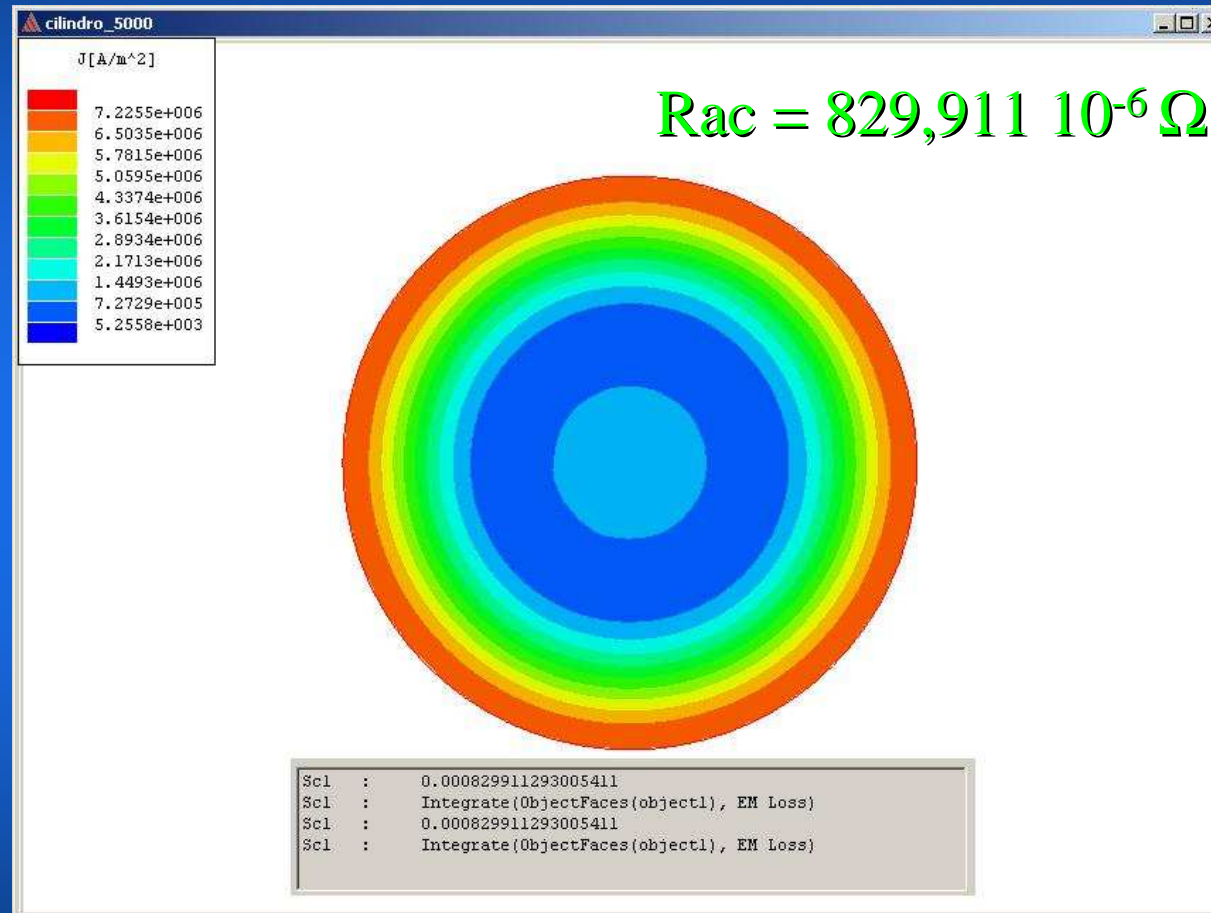 cilindro_5000
J[A/m^2]
7.2255e+006
6.5035e+006
5.7815e+006
5.0595e+006
4.3374e+006
3.6154e+006
2.8934e+006
2.1713e+006
1.4493e+006
7.2729e+005
5.2558e+003
Rac = 829,911 10-6 Ω
Scl : 0.000829911293005411
Scl : Integrate(ObjectFaces(object1), EM Loss)
Scl : 0.000829911293005411
Scl : Integrate(ObjectFaces(object1), EM Loss)